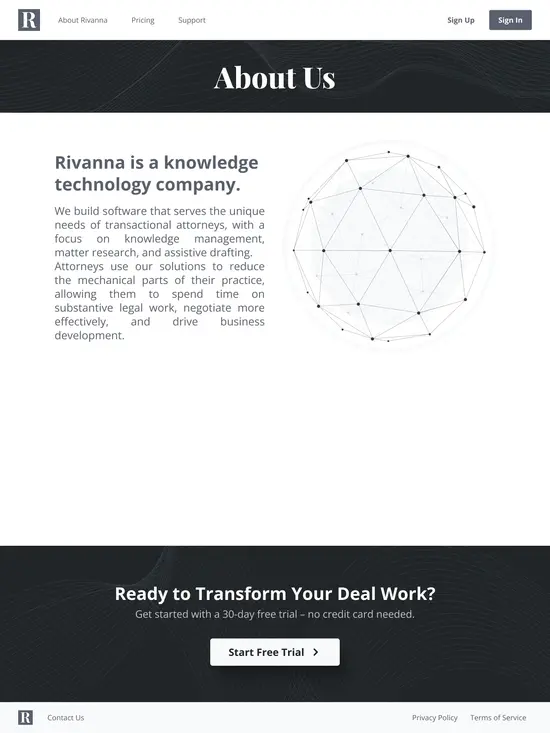 R
About Rivanna
Pricing
Support
Sign Up
Sign In
About Us
Rivanna is a knowledge
technology company.
We build software that serves the unique
needs of transactional attorneys, with a
focus on knowledge management,
matter research, and assistive drafting.
Attorneys use our solutions to reduce
the mechanical parts of their practice,
allowing them to spend time on
substantive legal work, negotiate more
effectively, and drive business
development.
Ready to Transform Your Deal Work?
Get started with a 30-day free trial – no credit card needed.
Start Free Trial
R
Contact Us
Privacy Policy
Terms of Service